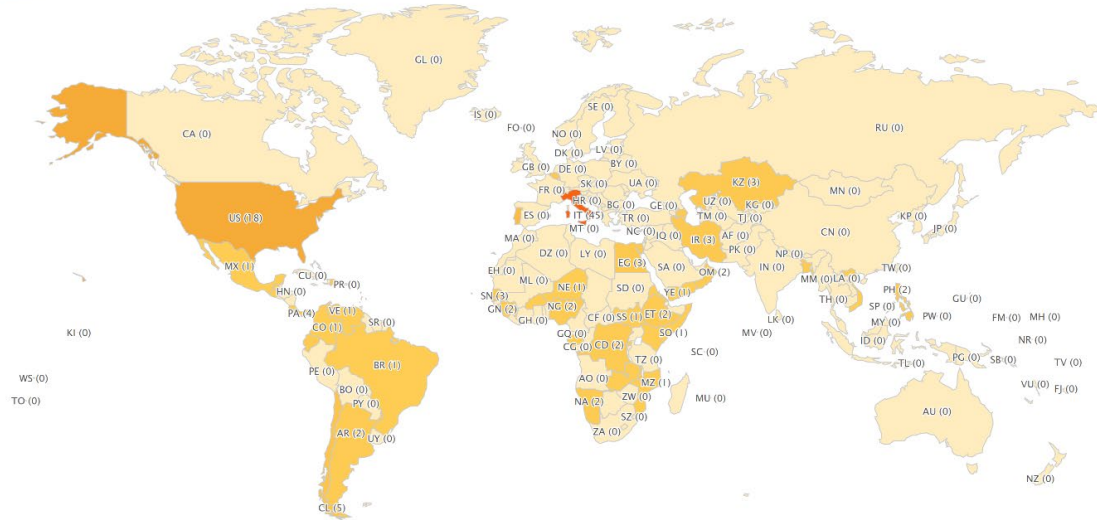 GL (0)
IS (0)
SE (0)
FO (0)
NO (0)
RU (0)
CA (0)
DK (0)
LV (0)
GB (0)
DE (0)
BY (0)
SK (0)
UA (0)
KZ (3)
MN (0)
FR (0)
HR (0)
BG (0)
GE (0)
UZ (0)
KG (0)
US (18)
ES (0)
IT (45)
TR (0)
TM (0)
TJ (0)
KP (0)
JP (0)
MT (0)
NC (0)
IQ (0)
AF (0)
CN (0)
MA (0)
DZ (0)
LY (0)
EG (3)
IR (3)
PK (0)
NP (0)
MX (1)
CU (0)
PR (0)
EH (0)
ML (0)
NE (1)
SD (0)
SA (0)
OM (2)
IN (0)
MM (0)
LA (0)
TW (0)
HN (0)
SN (3)
YE (1)
TH (0)
PH (2)
GU (0)
PA (4)
VE (1)
GN (2)
NG (2)
SP (0)
KI (0)
CO (1)
SR (0)
GH (0)
CF (0)
SS (1)
ET (2)
LK (0)
MY (0)
PW (0)
FM (0)
MH (0)
GQ (0)
SO (1)
MV (0)
BR (1)
CG (0)
CD (2)
SC (0)
ID (0)
NR (0)
PE (0)
TZ (0)
TL (0)
PG (0)
SB (0)
TV (0)
WS (0)
BO (0)
AO (0)
MZ (1)
VU (0)
FJ (0)
TO (0)
PY (0)
NA (2)
ZW (0)
MU (0)
AU (0)
AR (2)
UY (0)
SZ (0)
ZA (0)
NZ (0)
CL (5)